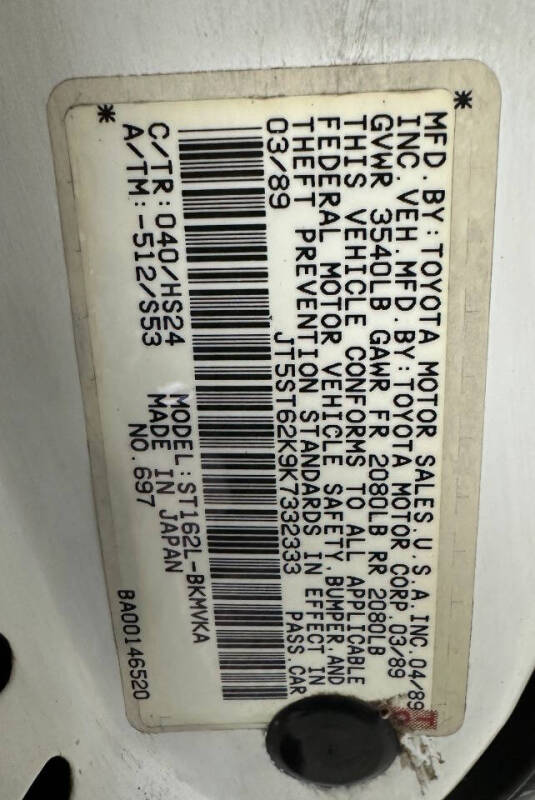 MFD. BY: TOYOTA MOTOR SALES, U.S.A. INC. 04/89
INC. VEH. MFD. BY: TOYOTA MOTOR CORP. 03/89
GVWR 3540LB GAWR FR 2080LB RR 2080LB
THIS VEHICLE CONFORMS TO ALL APPLICABLE
FEDERAL MOTOR VEHICLE SAFETY, BUMPER, AND
THEFT PREVENTION STANDARDS IN EFFECT IN
03/89 JT5ST62K9K7332333 PASS. CAR
* *
C/TR: 040/HS24 MODEL: ST162L-BKMVKA
A/TM: -512/S53 MADE IN JAPAN
NO. 697
BA00146520